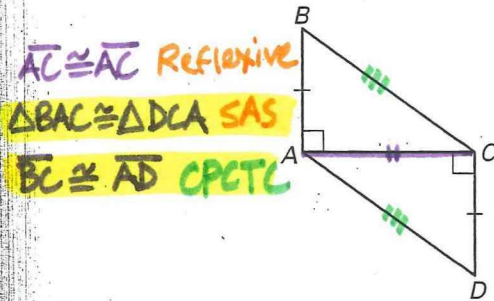 AC≅AC Reflexive
ΔBAC≅ΔDCA SAS
BC≅AD CPCTC
B
A
C
D